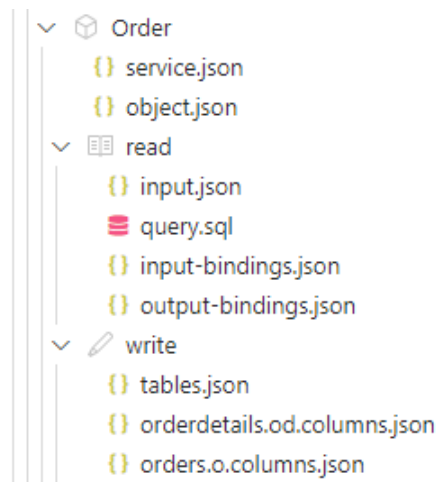 Order
service.json
object.json
read
input.json
query.sql
input-bindings.json
output-bindings.json
write
tables.json
orderdetails.od.columns.json
orders.o.columns.json